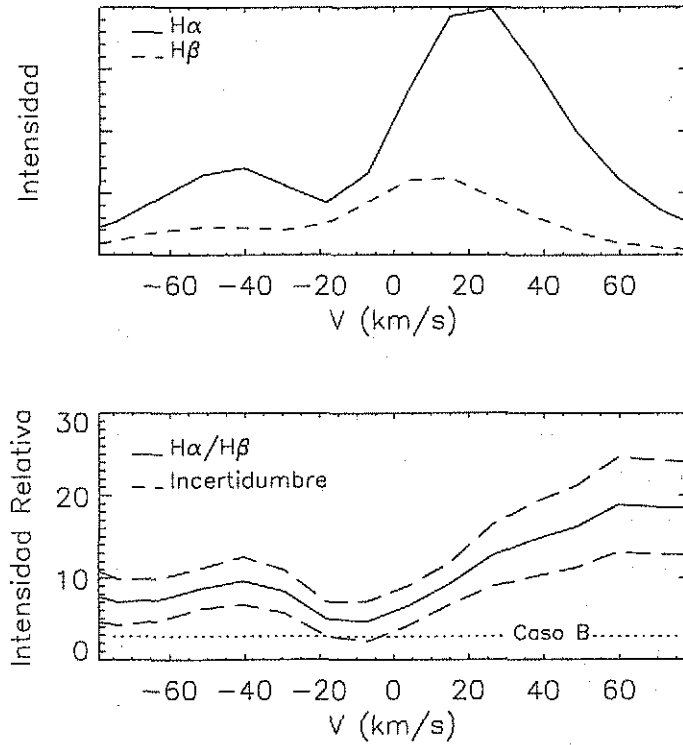 Hα
Hβ
Intensidad
−60 −40 −20 0 20 40 60
V (km/s)
30
20
10
0
Hα/Hβ
Incertidumbre
Intensidad Relativa
Caso B
−60 −40 −20 0 20 40 60
V (km/s)